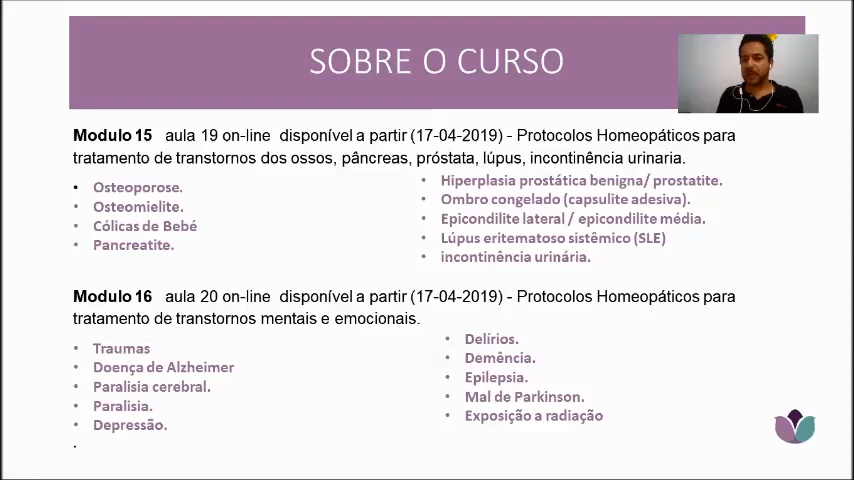 SOBRE O CURSO
Modulo 15 aula 19 on-line disponível a partir (17-04-2019) - Protocolos Homeopáticos para
tratamento de transtornos dos ossos, pâncreas, próstata, lúpus, incontinência urinaria.
• Osteoporose.
• Osteomielite.
• Cólicas de Bebé
• Pancreatite.
• Hiperplasia prostática benigna/ prostatite.
• Ombro congelado (capsulite adesiva).
• Epicondilite lateral / epicondilite média.
• Lúpus eritematoso sistêmico (SLE)
• incontinência urinária.
Modulo 16 aula 20 on-line disponível a partir (17-04-2019) - Protocolos Homeopáticos para
tratamento de transtornos mentais e emocionais.
• Traumas
• Doença de Alzheimer
• Paralisia cerebral.
• Paralisia.
• Depressão.
.
• Delírios.
• Demência.
• Epilepsia.
• Mal de Parkinson.
• Exposição a radiação